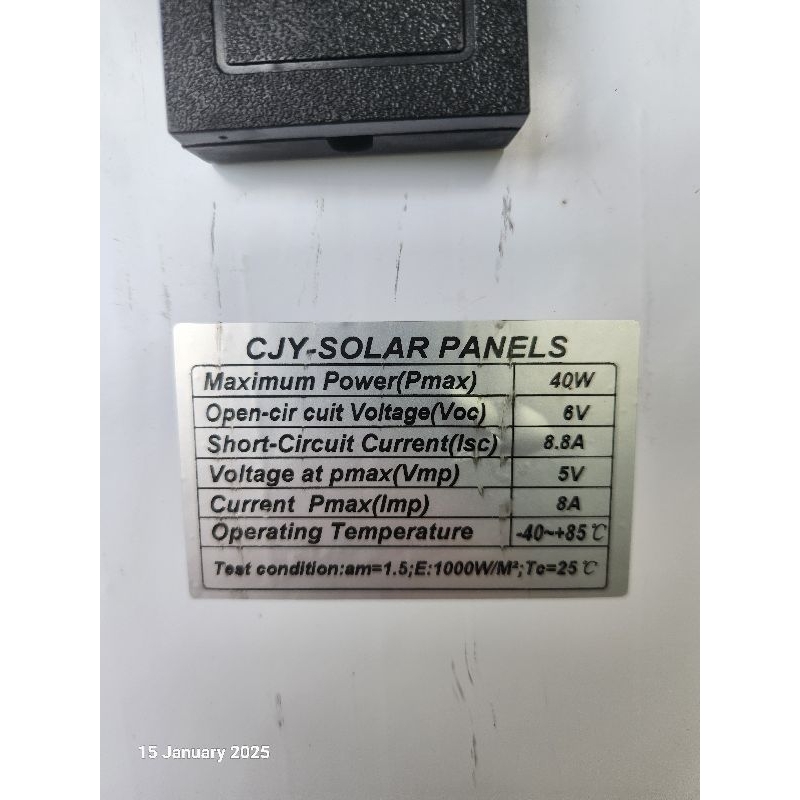 CJY-SOLAR PANELS
Maximum Power(Pmax) 40W
Open-cir cuit Voltage(Voc) 6V
Short-Circuit Current(Isc) 8.8A
Voltage at pmax(Vmp) 5V
Current Pmax(Imp) 8A
Operating Temperature -40~+85℃
Test condition:am=1.5;E:1000W/M²;Tc=25℃
15 January 2025